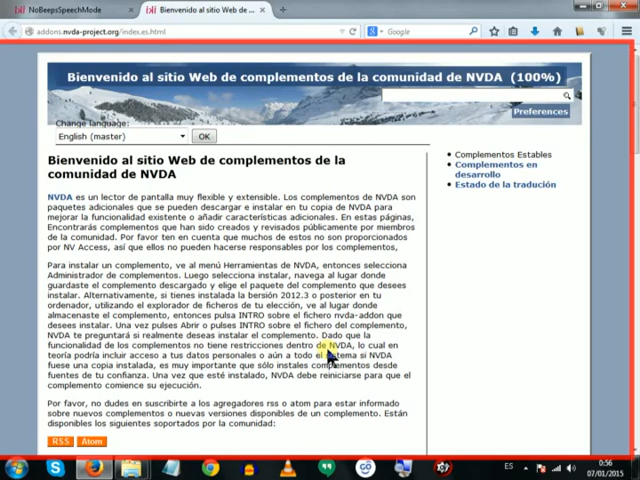 NoBeepsSpeechMode
Bienvenido al sitio Web de...
addons.nvda-project.org/index.es.html
Google
Bienvenido al sitio Web de complementos de la comunidad de NVDA (100%)
Preferences
Change language:
English (master)
OK
Bienvenido al sitio Web de complementos de la
comunidad de NVDA
NVDA es un lector de pantalla muy flexible y extensible. Los complementos de NVDA son
paquetes adicionales que se pueden descargar e instalar en tu copia de NVDA para
mejorar la funcionalidad existente o añadir características adicionales. En estas páginas,
Encontrarás complementos que han sido creados y revisados públicamente por miembros
de la comunidad. Por favor ten en cuenta que muchos de estos no son proporcionados
por NV Access, así que ellos no pueden hacerse responsables por los complementos,
Para instalar un complemento, ve al menú Herramientas de NVDA, entonces selecciona
Administrador de complementos. Luego selecciona instalar, navega al lugar donde
guardaste el complemento descargado y elige el paquete del complemento que desees
instalar. Alternativamente, si tienes instalada la bersión 2012.3 o posterior en tu
ordenador, utilizando el explorador de ficheros de tu elección, ve al lugar donde
almacenaste el complemento, entonces pulsa INTRO sobre el fichero nvda-addon que
desees instalar. Una vez pulses Abrir o pulses INTRO sobre el fichero del complemento,
NVDA te preguntará si realmente deseas instalar el complemento. Dado que la
funcionalidad de los complementos no tiene restricciones dentro de NVDA, lo cual en
teoría podría incluir acceso a tus datos personales o aún a todo el sistema si NVDA
fuese una copia instalada, es muy importante que sólo instales complementos desde
fuentes de tu confianza. Una vez que esté instalado, NVDA debe reiniciarse para que el
complemento comience su ejecución.
Por favor, no dudes en suscribirte a los agregadores rss o atom para estar informado
sobre nuevos complementos o nuevas versiones disponibles de un complemento. Están
disponibles los siguientes soportados por la comunidad:
RSS Atom
Complementos Estables
Complementos en
desarrollo
Estado de la tradución
ES
0:56
07/01/2015